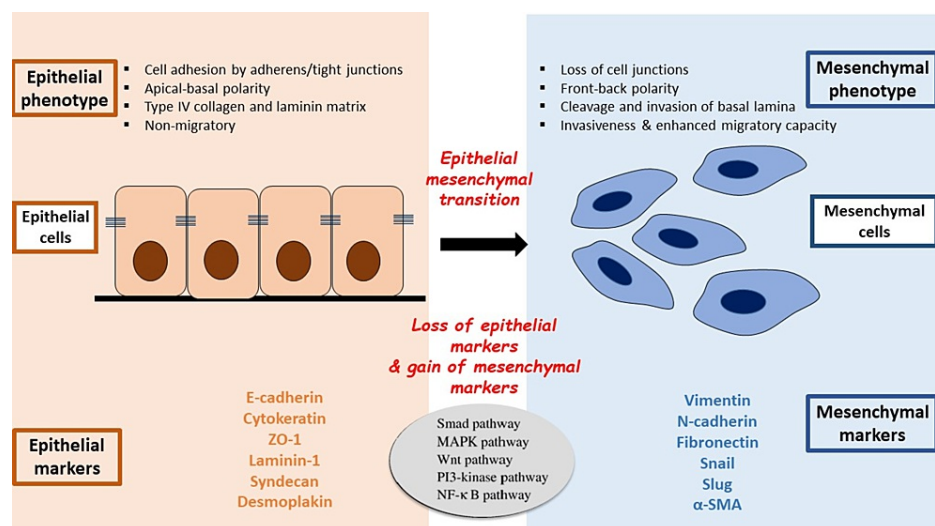 Epithelial
phenotype
▪ Cell adhesion by adherens/tight junctions
▪ Apical-basal polarity
▪ Type IV collagen and laminin matrix
▪ Non-migratory
▪ Loss of cell junctions
▪ Front-back polarity
▪ Cleavage and invasion of basal lamina
▪ Invasiveness & enhanced migratory capacity
Mesenchymal
phenotype
Epithelial
mesenchymal
transition
Epithelial
cells
Mesenchymal
cells
Loss of epithelial
markers
& gain of mesenchymal
markers
Epithelial
markers
E-cadherin
Cytokeratin
ZO-1
Laminin-1
Syndecan
Desmoplakin
Smad pathway
MAPK pathway
Wnt pathway
PI3-kinase pathway
NF-κB pathway
Vimentin
N-cadherin
Fibronectin
Snail
Slug
α-SMA
Mesenchymal
markers